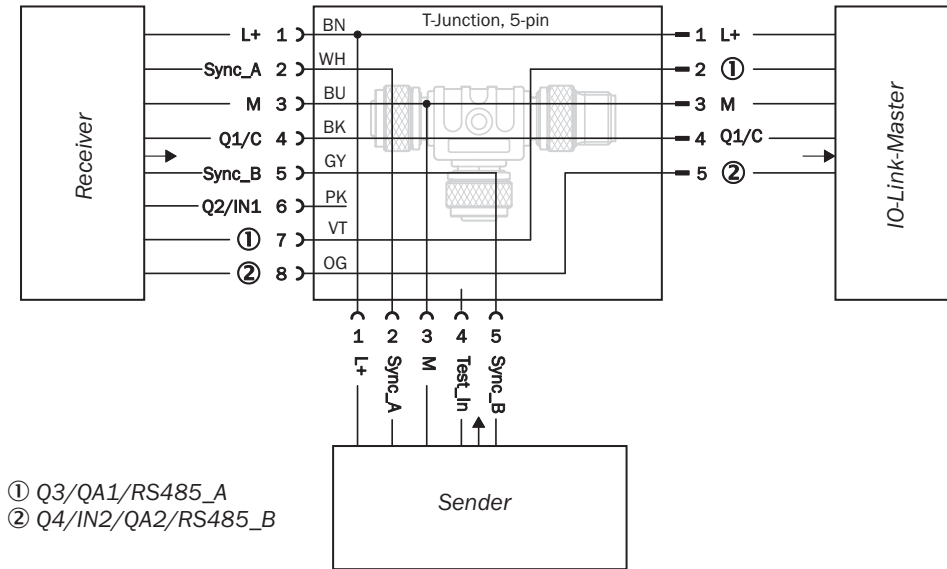 T-Junction, 5-pin
Receiver
L+ 1 BN
Sync_A 2 WH
M 3 BU
Q1/C 4 BK
Sync_B 5 GY
Q2/IN1 6 PK
① 7 VT
② 8 OG
1 L+
2 ①
3 M
4 Q1/C
5 ②
IO-Link-Master
1 L+
2 Sync_A
3 M
4 Test_In
5 Sync_B
Sender
① Q3/QA1/RS485_A
② Q4/IN2/QA2/RS485_B